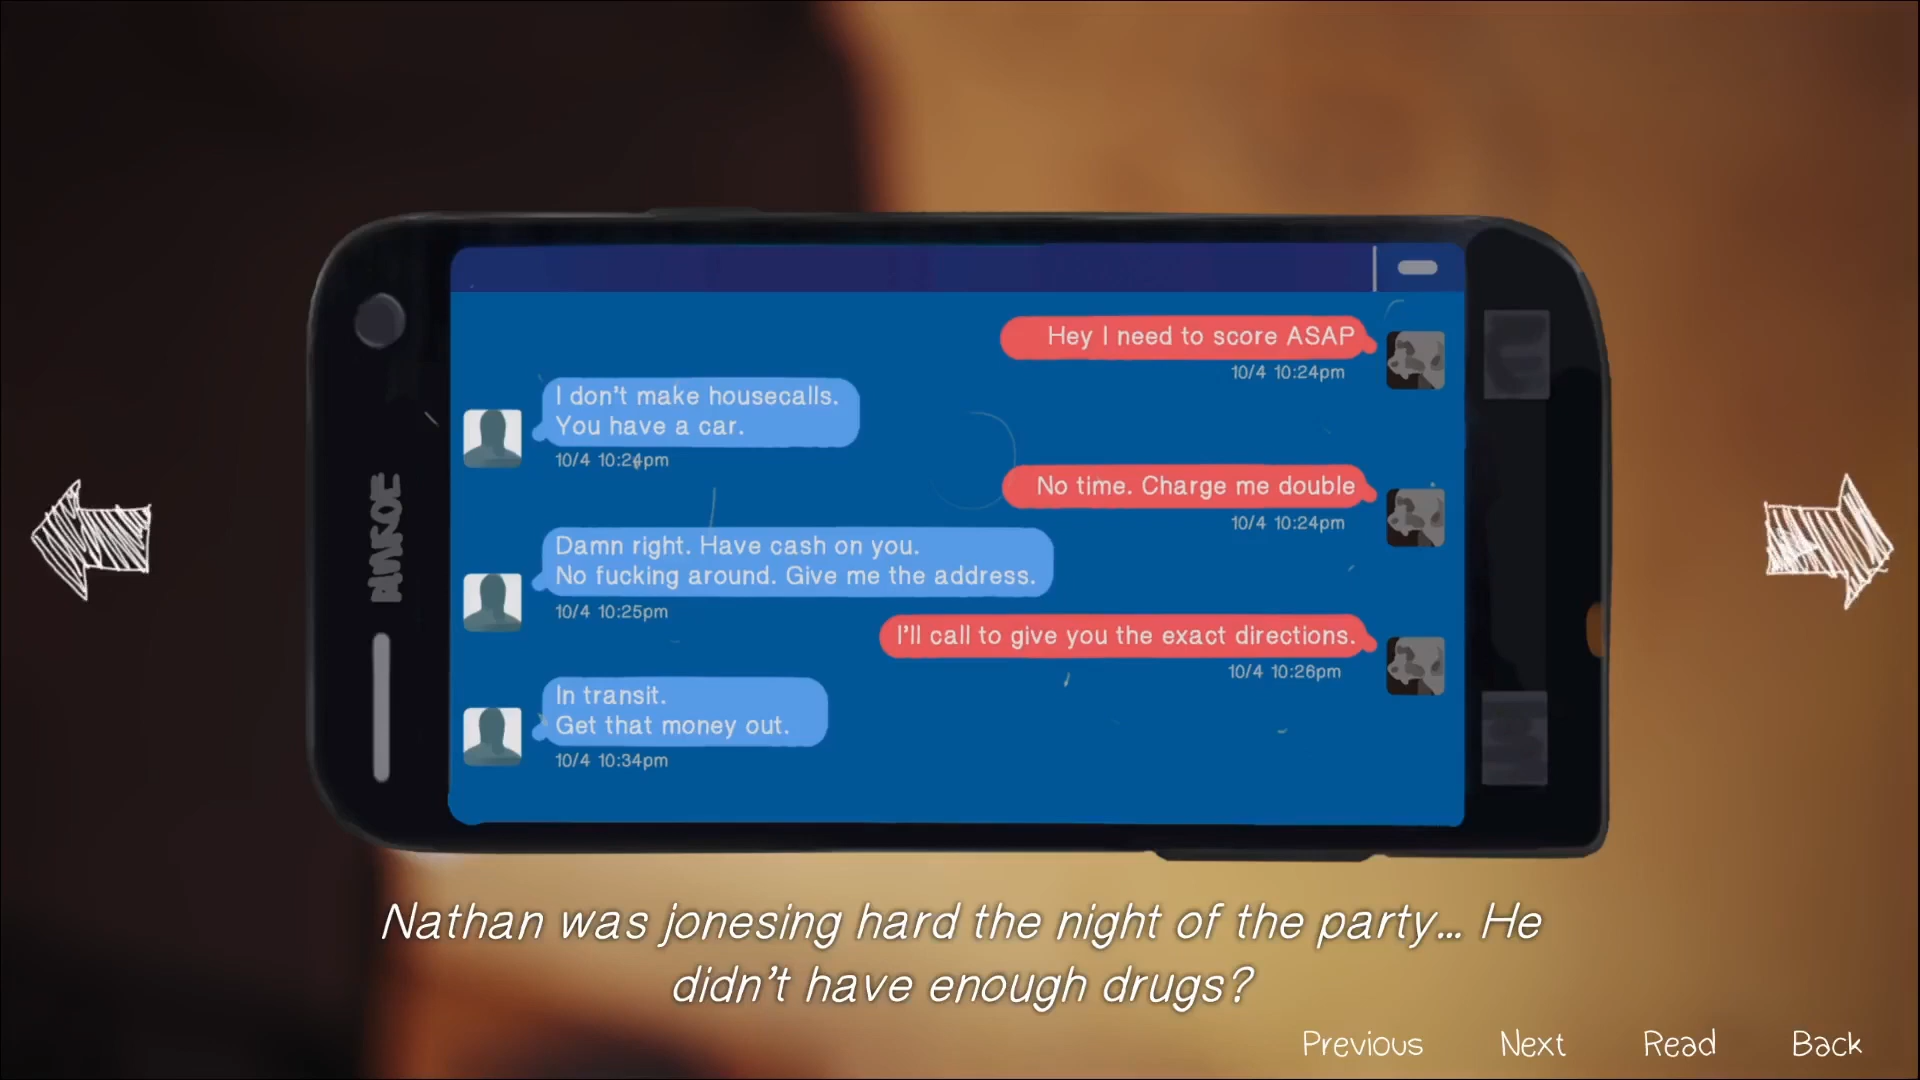 Hey I need to score ASAP
10/4 10:24pm
I don't make housecalls.
You have a car.
10/4 10:24pm
No time. Charge me double
10/4 10:24pm
Damn right. Have cash on you.
No fucking around. Give me the address.
10/4 10:25pm
I'll call to give you the exact directions.
10/4 10:26pm
In transit.
Get that money out.
10/4 10:34pm
Nathan was jonesing hard the night of the party... He
didn't have enough drugs?
Previous Next Read Back